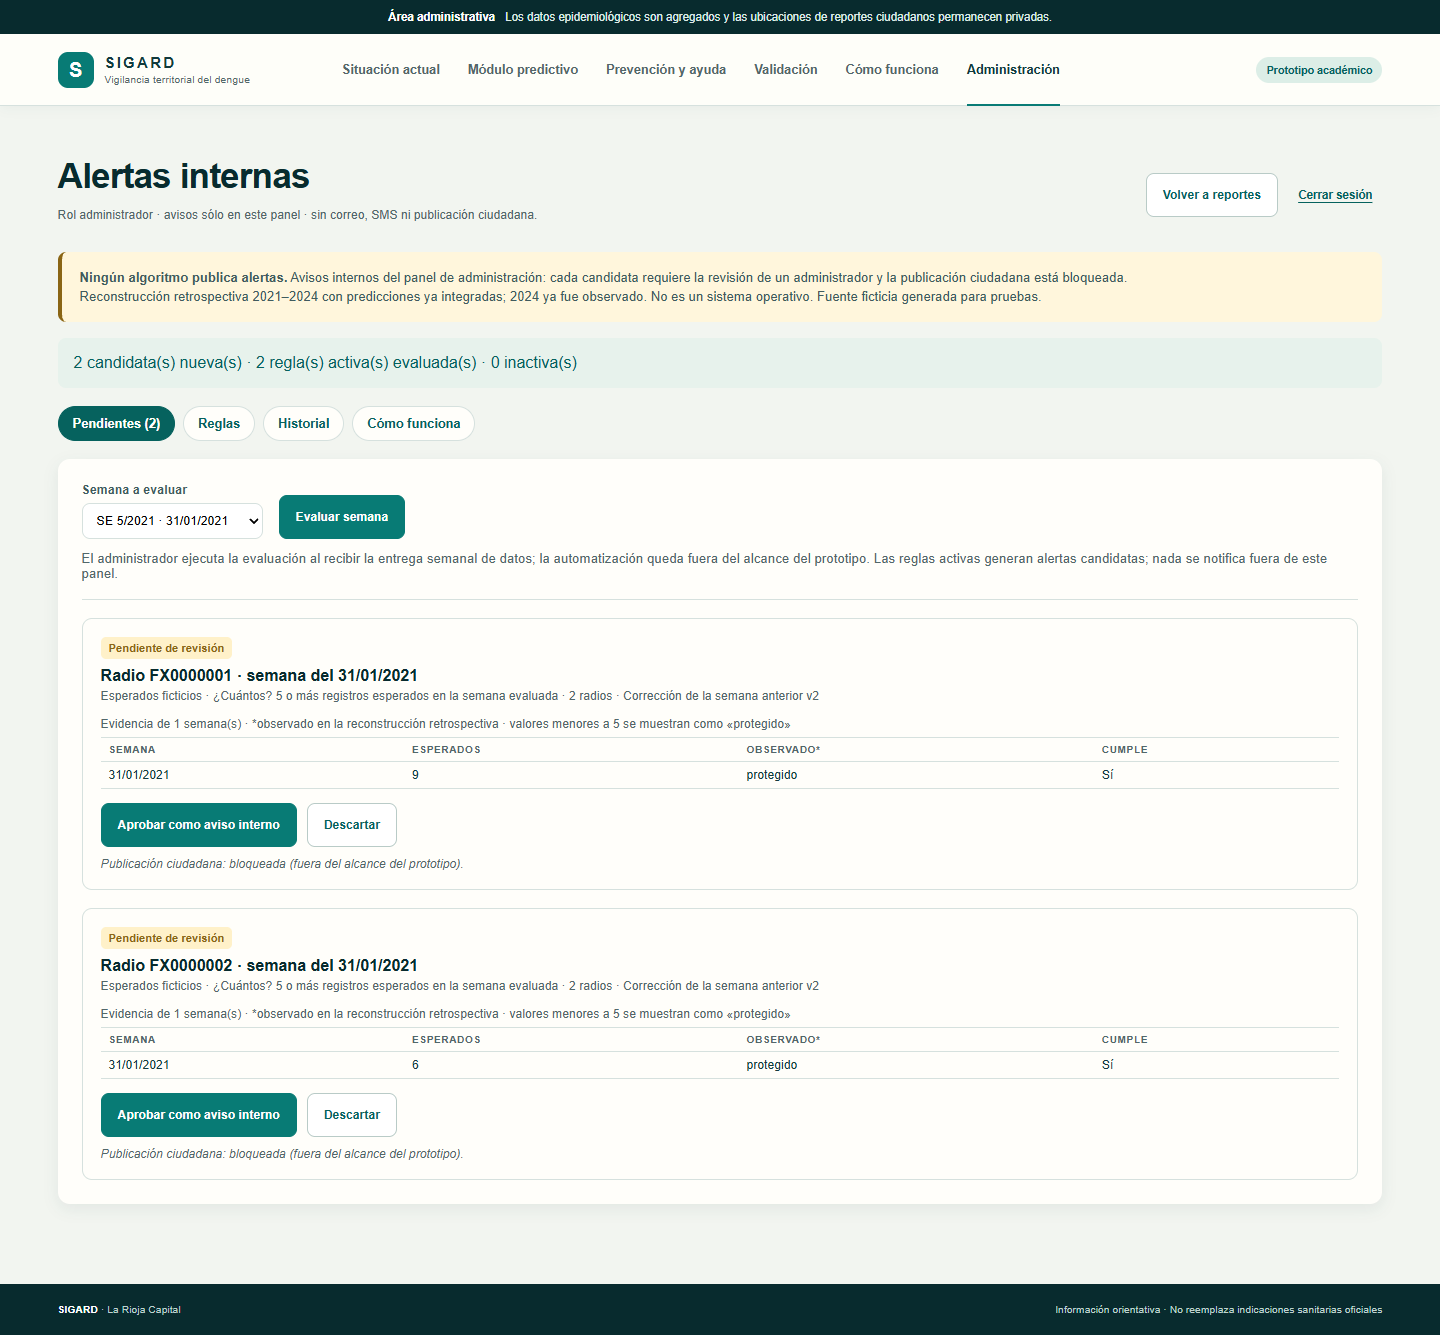 Área administrativa Los datos epidemiológicos son agregados y las ubicaciones de reportes ciudadanos permanecen privadas.
S
SIGARD
Vigilancia territorial del dengue
Situación actual Módulo predictivo Prevención y ayuda Validación Cómo funciona Administración
Prototipo académico
Alertas internas
Rol administrador · avisos sólo en este panel · sin correo, SMS ni publicación ciudadana.
Volver a reportes Cerrar sesión
Ningún algoritmo publica alertas. Avisos internos del panel de administración: cada candidata requiere la revisión de un administrador y la publicación ciudadana está bloqueada.
Reconstrucción retrospectiva 2021–2024 con predicciones ya integradas; 2024 ya fue observado. No es un sistema operativo. Fuente ficticia generada para pruebas.
2 candidata(s) nueva(s) · 2 regla(s) activa(s) evaluada(s) · 0 inactiva(s)
Pendientes (2) Reglas Historial Cómo funciona
Semana a evaluar
SE 5/2021 · 31/01/2021 Evaluar semana
El administrador ejecuta la evaluación al recibir la entrega semanal de datos; la automatización queda fuera del alcance del prototipo. Las reglas activas generan alertas candidatas; nada se notifica fuera de este
panel.
Pendiente de revisión
Radio FX0000001 · semana del 31/01/2021
Esperados ficticios · ¿Cuántos? 5 o más registros esperados en la semana evaluada · 2 radios · Corrección de la semana anterior v2
Evidencia de 1 semana(s) · *observado en la reconstrucción retrospectiva · valores menores a 5 se muestran como «protegido»
SEMANA ESPERADOS OBSERVADO* CUMPLE
31/01/2021 9 protegido Sí
Aprobar como aviso interno Descartar
Publicación ciudadana: bloqueada (fuera del alcance del prototipo).
Pendiente de revisión
Radio FX0000002 · semana del 31/01/2021
Esperados ficticios · ¿Cuántos? 5 o más registros esperados en la semana evaluada · 2 radios · Corrección de la semana anterior v2
Evidencia de 1 semana(s) · *observado en la reconstrucción retrospectiva · valores menores a 5 se muestran como «protegido»
SEMANA ESPERADOS OBSERVADO* CUMPLE
31/01/2021 6 protegido Sí
Aprobar como aviso interno Descartar
Publicación ciudadana: bloqueada (fuera del alcance del prototipo).
SIGARD · La Rioja Capital
Información orientativa · No reemplaza indicaciones sanitarias oficiales